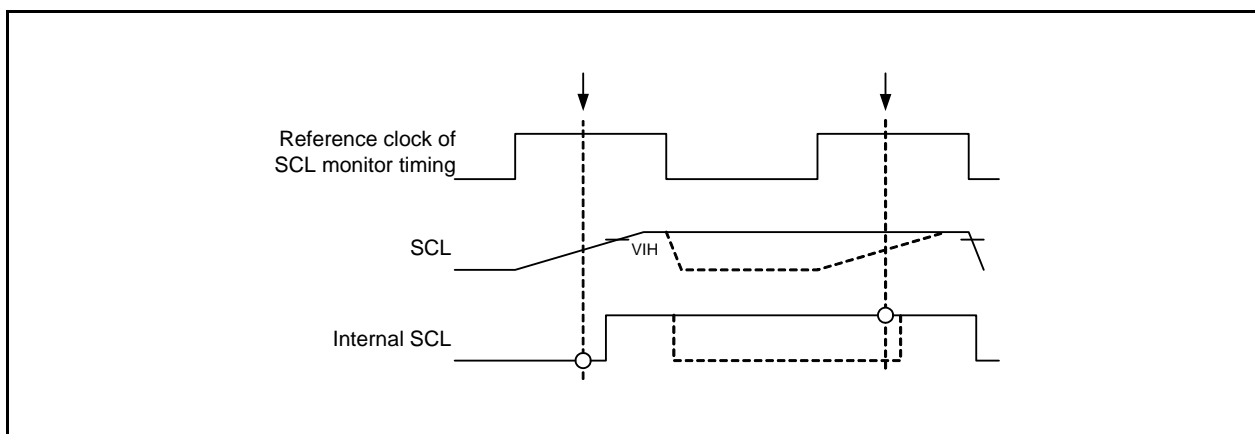 Reference clock of
SCL monitor timing
SCL
VIH
Internal SCL